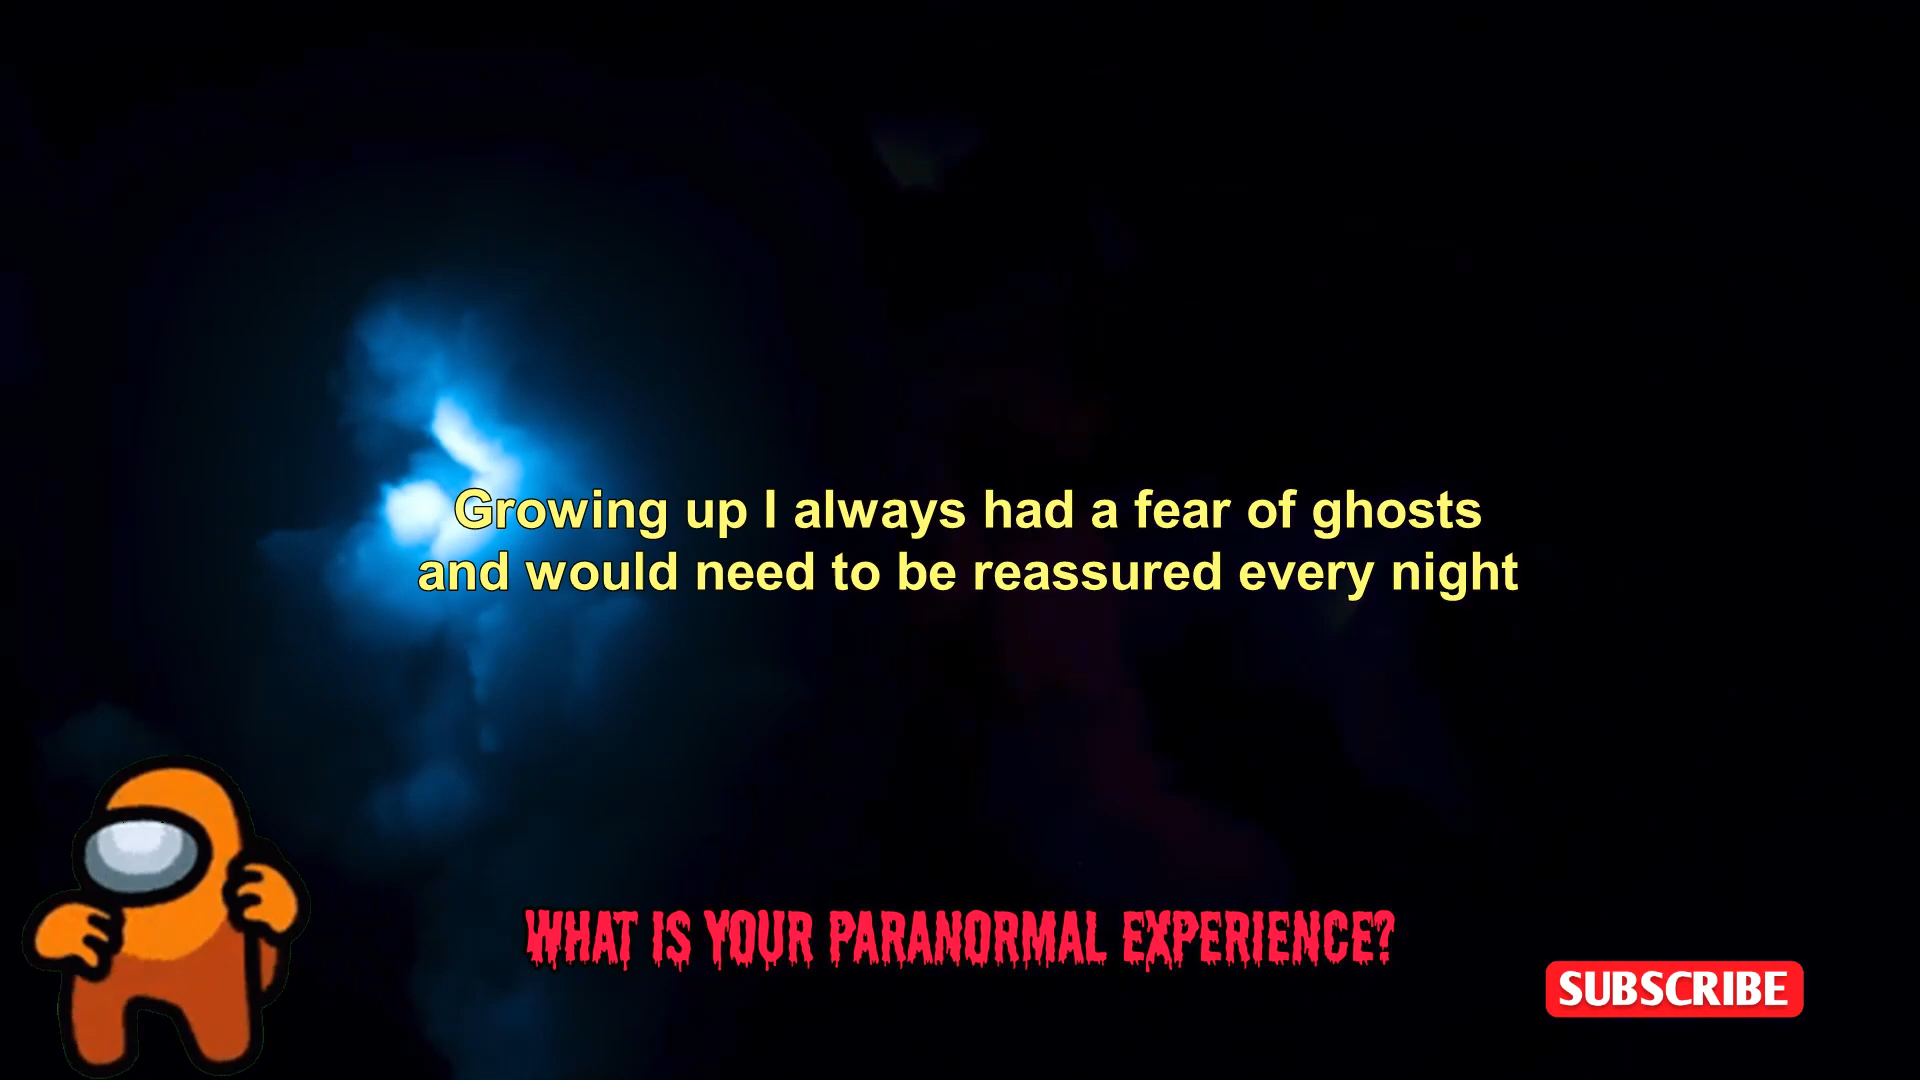 Growing up I always had a fear of ghosts
and would need to be reassured every night
WHAT IS YOUR PARANORMAL EXPERIENCE?
SUBSCRIBE